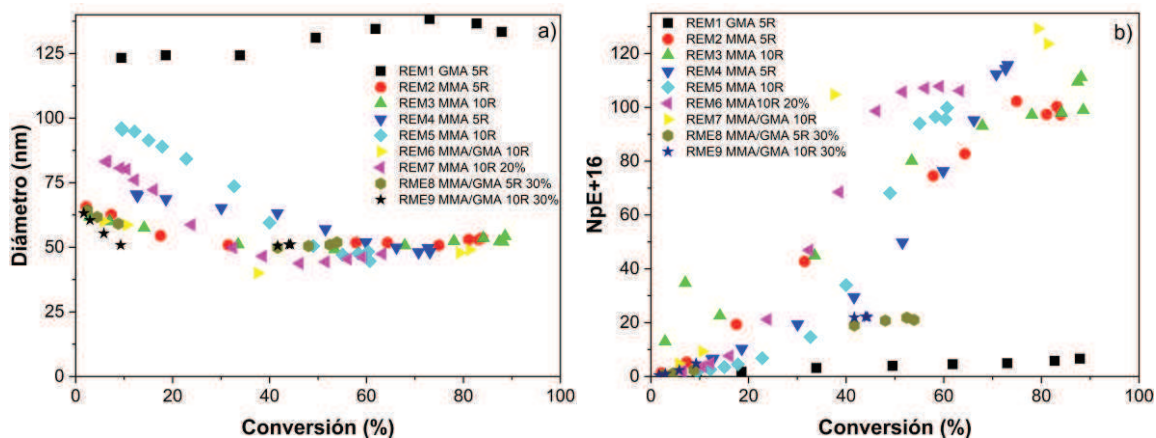 a)
Diámetro (nm)
125
100
75
50
25
0
REM1 GMA 5R
REM2 MMA 5R
REM3 MMA 10R
REM4 MMA 5R
REM5 MMA 10R
REM6 MMA/GMA 10R
REM7 MMA 10R 20%
RME8 MMA/GMA 5R 30%
RME9 MMA/GMA 10R 30%
0 20 40 60 80 100
Conversión (%)
b)
NpE+16
120
100
80
60
40
20
0
REM1 GMA 5R
REM2 MMA 5R
REM3 MMA 10R
REM4 MMA 5R
REM5 MMA 10R
REM6 MMA10R 20%
REM7 MMA/GMA 10R
RME8 MMA/GMA 5R 30%
REM9 MMA/GMA 10R 30%
0 20 40 60 80 100
Conversión (%)